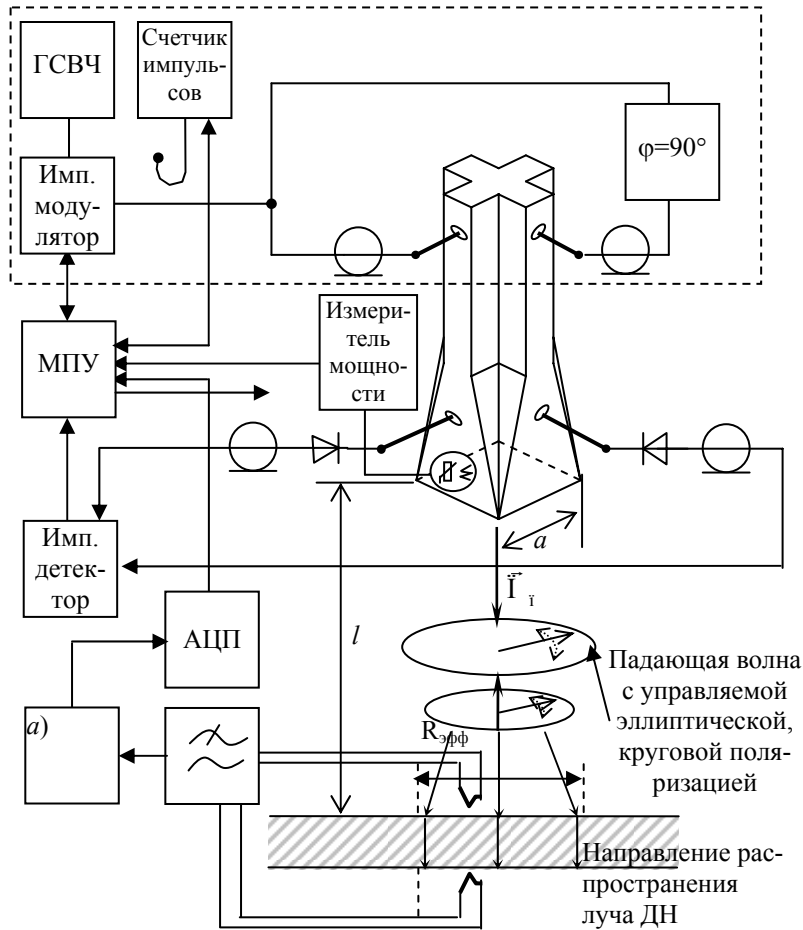 ГСВЧ
Счетчик
импуль-
сов
φ=90°
Имп.
моду-
лятор
Измери-
тель
мощно-
сти
МПУ
Имп.
детек-
тор
a
АЦП
l
П⃗ п
Падающая волна
с управляемой
эллиптической,
круговой поля-
ризацией
а)
Rэфф
Направление рас-
пространения
луча ДН